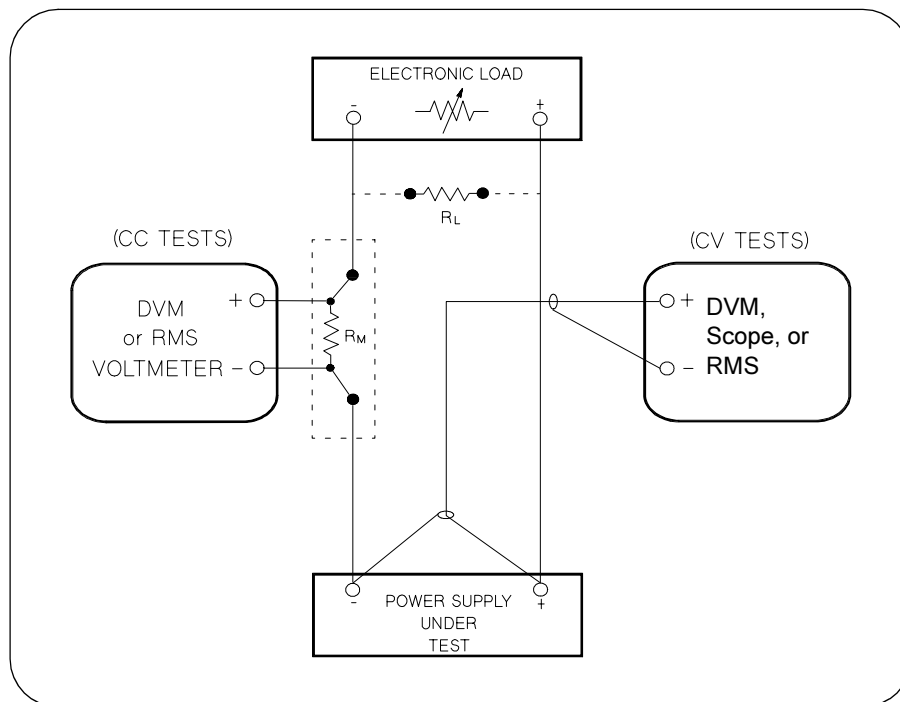 ELECTRONIC LOAD
- +
RL
(CC TESTS)
(CV TESTS)
+
DVM
or RMS
VOLTMETER -
RM
+ DVM,
Scope, or
- RMS
- +
POWER SUPPLY
UNDER
TEST